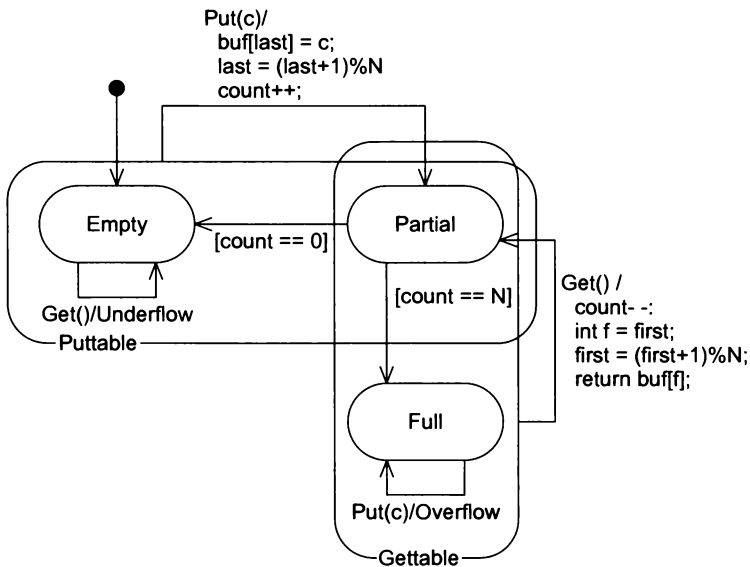 Put(c)/
buf[last] = c;
last = (last+1)%N
count++;
Empty
Partial
[count == 0]
Get()/Underflow
Puttable
[count == N]
Get() /
count- -:
int f = first;
first = (first+1)%N;
return buf[f];
Full
Put(c)/Overflow
Gettable